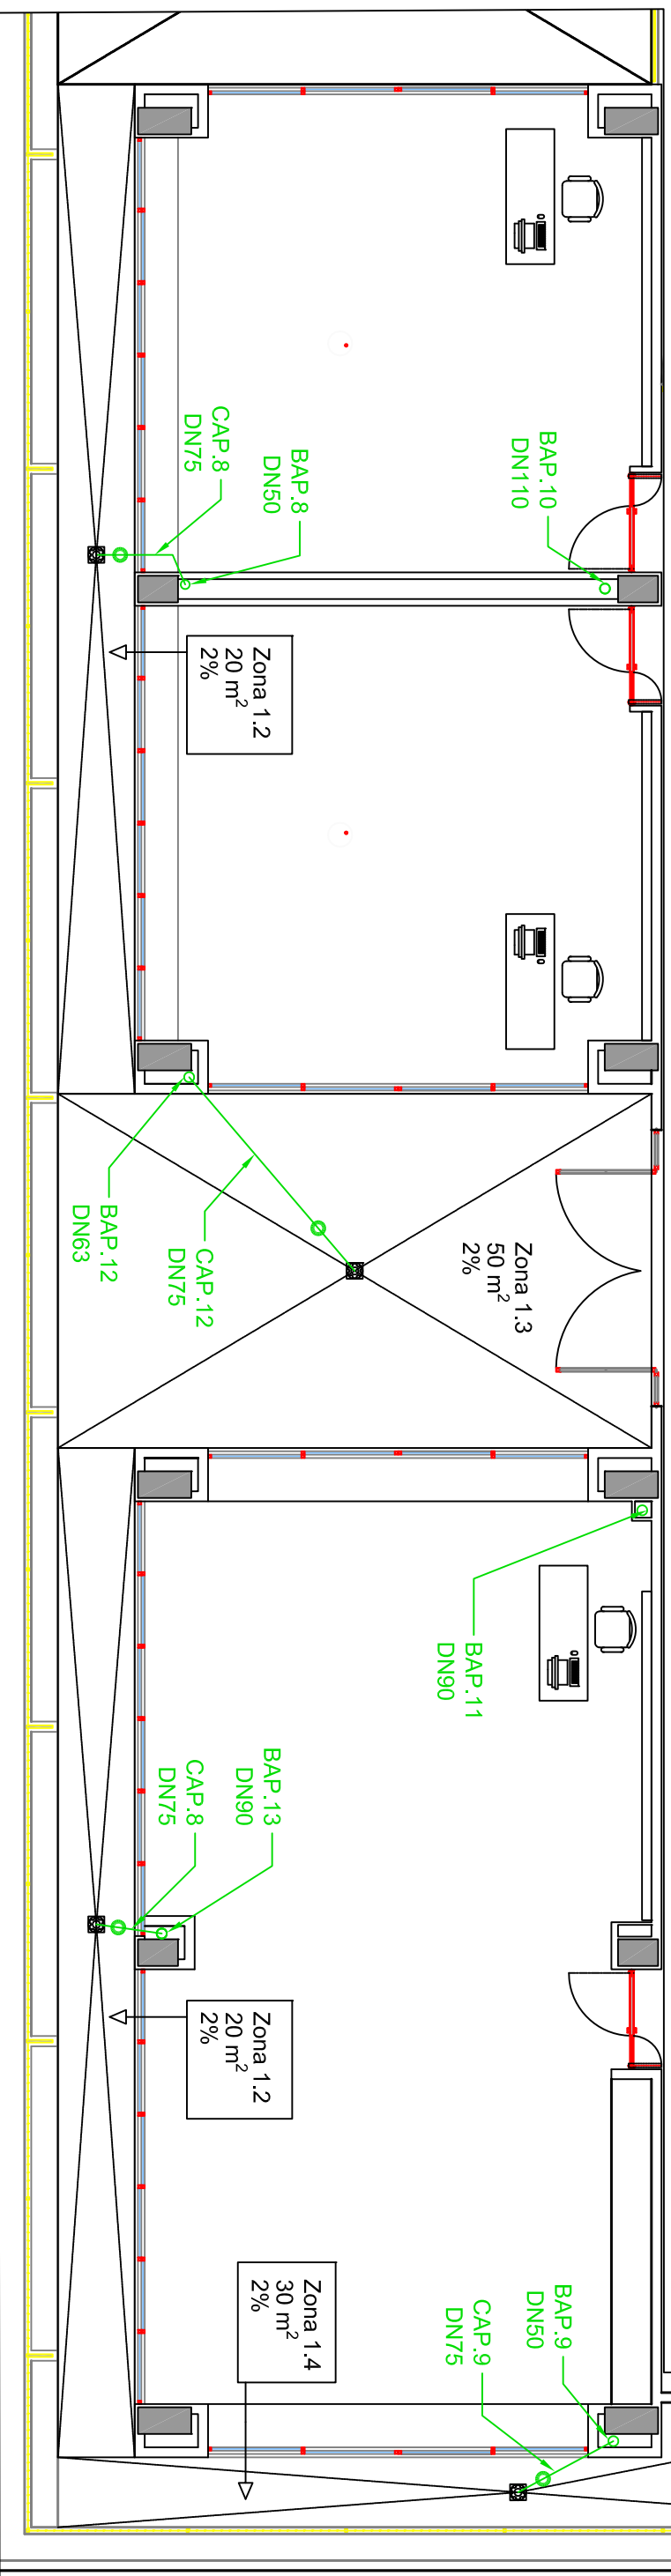 BAP.10
DN110
BAP.8
DN50
CAP.8
DN75
Zona 1.2
20 m²
2%
Zona 1.3
50 m²
2%
CAP.12
DN75
BAP.12
DN63
BAP.11
DN90
BAP.13
DN90
CAP.8
DN75
Zona 1.2
20 m²
2%
Zona 1.4
30 m²
2%
BAP.9
DN50
CAP.9
DN75